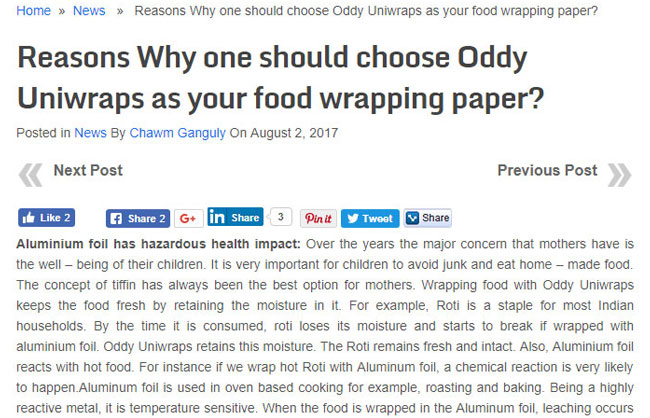 Home » News » Reasons Why one should choose Oddy Uniwraps as your food wrapping paper?
Reasons Why one should choose Oddy
Uniwraps as your food wrapping paper?
Posted in News By Chawm Ganguly On August 2, 2017
Next Post Previous Post
Like 2 Share 2 G+ in Share 3 Pin it Tweet Share
Aluminium foil has hazardous health impact: Over the years the major concern that mothers have is
the well – being of their children. It is very important for children to avoid junk and eat home – made food.
The concept of tiffin has always been the best option for mothers. Wrapping food with Oddy Uniwraps
keeps the food fresh by retaining the moisture in it. For example, Roti is a staple for most Indian
households. By the time it is consumed, roti loses its moisture and starts to break if wrapped with
aluminium foil. Oddy Uniwraps retains this moisture. The Roti remains fresh and intact. Also, Aluminium foil
reacts with hot food. For instance if we wrap hot Roti with Aluminum foil, a chemical reaction is very likely
to happen.Aluminum foil is used in oven based cooking for example, roasting and baking. Being a highly
reactive metal, it is temperature sensitive. When the food is wrapped in the Aluminum foil, leaching occurs